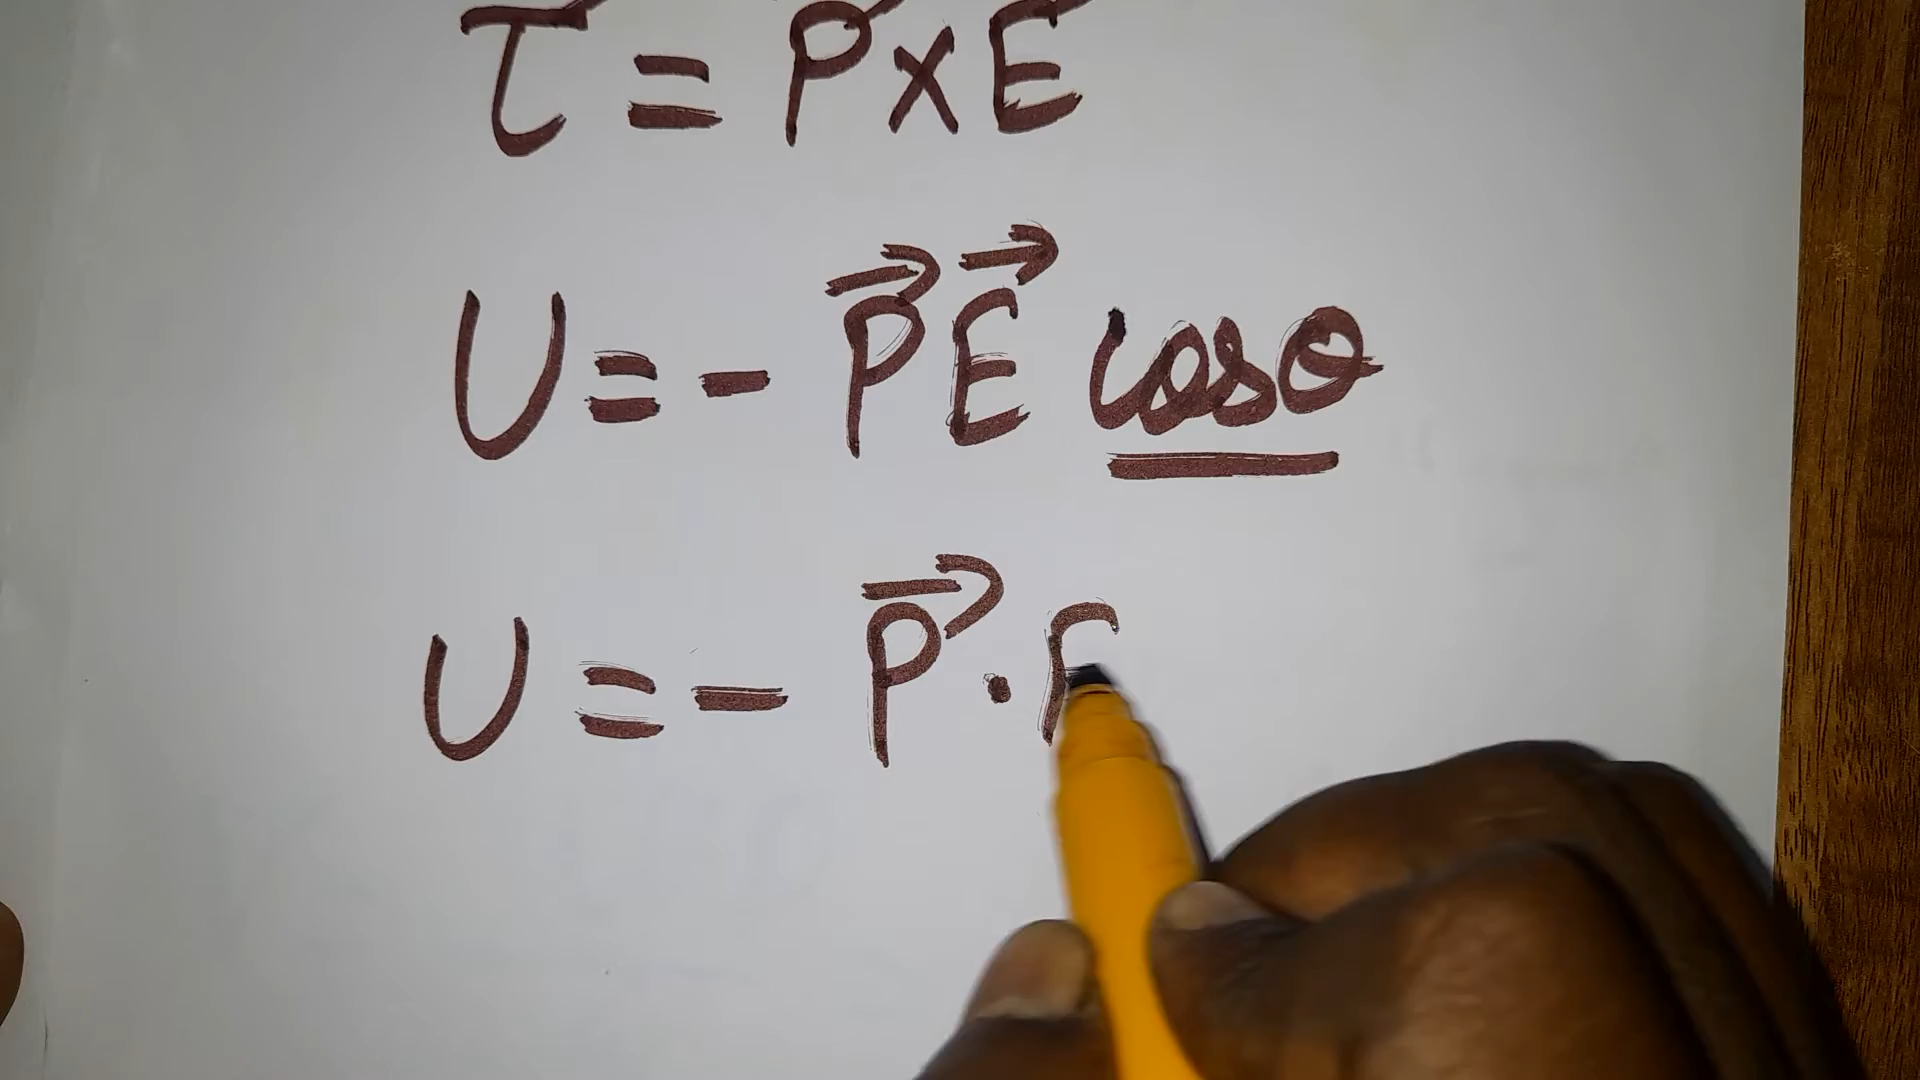 τ⃗ = P⃗ × E⃗
U = - P⃗ E⃗ cosθ
U = - P⃗ ·